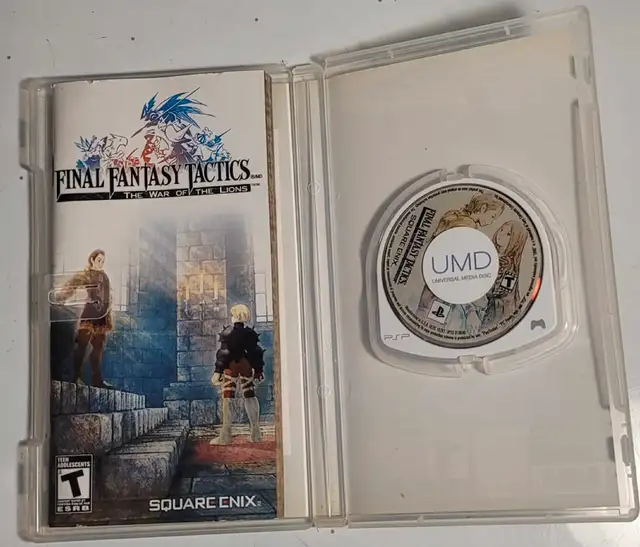 FINAL FANTASY TACTICS
THE WAR OF THE LIONS
TEEN
ADOLESCENTS
T
ESRB
SQUARE ENIX
FINAL FANTASY TACTICS
SQUARE ENIX
UMD
UNIVERSAL MEDIA DISC
T
PSP